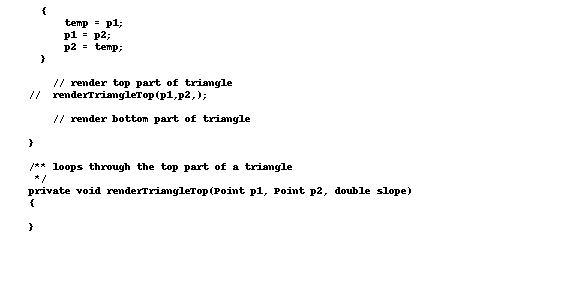 {
temp = p1;
p1 = p2;
p2 = temp;
}
// render top part of triangle
// renderTriangleTop(p1,p2,);
// render bottom part of triangle
}
/** loops through the top part of a triangle
*/
private void renderTriangleTop(Point p1, Point p2, double slope)
{
}